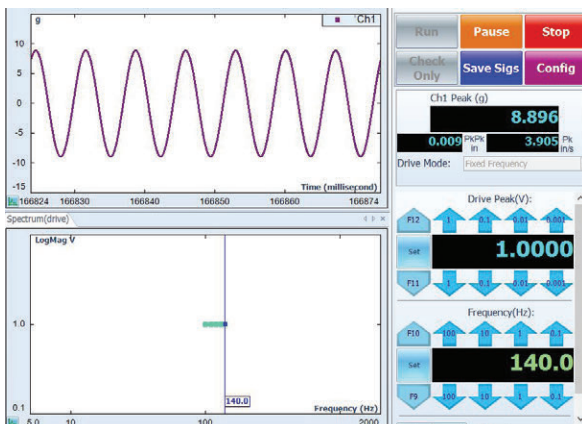 g
Ch1
10
5
0
-5
-10
-15
Time (millisecond)
166824 166830 166840 166850 166860 166874
Spectrum(drive)
LogMag V
1.0
0.1
140.0
Frequency (Hz)
5.0 10 100 2000
Run Pause Stop
Check Only Save Sigs Config
Ch1 Peak (g)
8.896
0.009 PkPk in 3.905 Pk in/s
Drive Mode: Fixed Frequency
Drive Peak(V):
F12 1 0.1 0.01 0.001
Set 1.0000
F11 1 0.1 0.01 0.001
Frequency(Hz):
F10 100 10 1 0.1
Set 140.0
F9 100 10 1 0.1